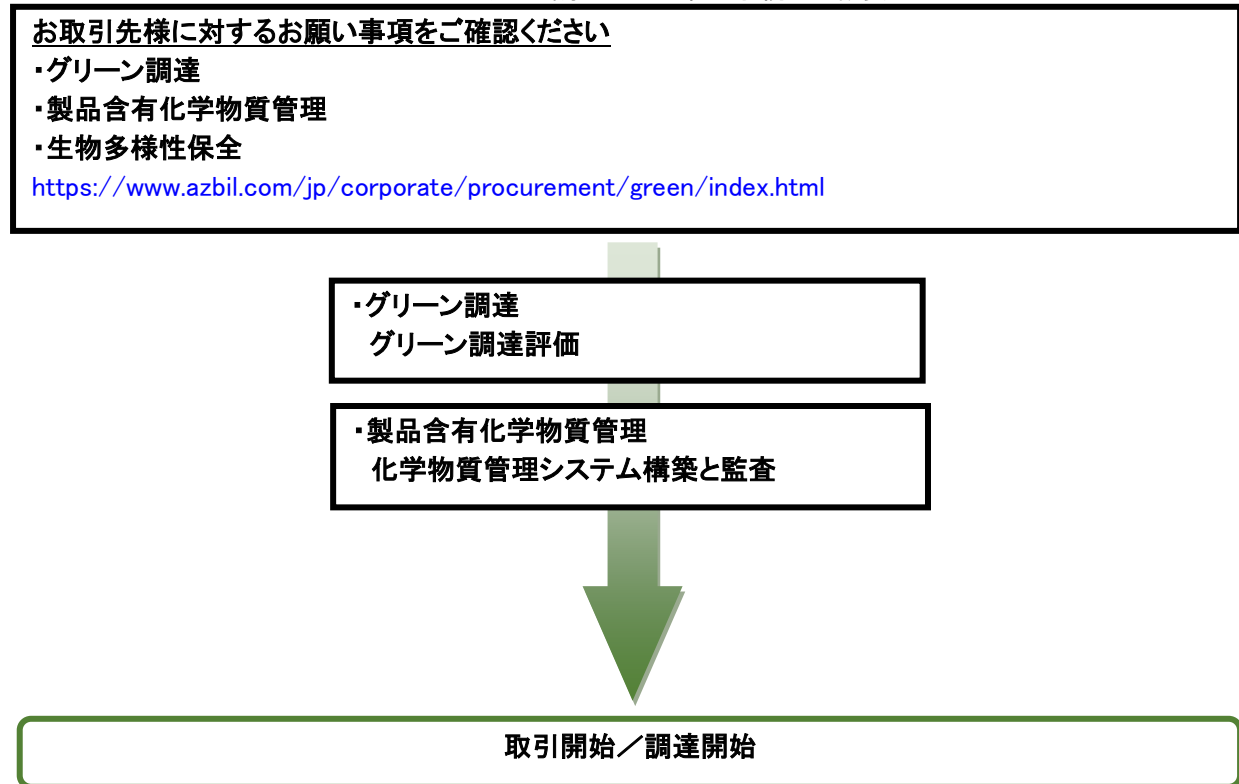 お取引先様に対するお願い事項をご確認ください
・グリーン調達
・製品含有化学物質管理
・生物多様性保全
https://www.azbil.com/jp/corporate/procurement/green/index.html
・グリーン調達
グリーン調達評価
・製品含有化学物質管理
化学物質管理システム構築と監査
取引開始／調達開始